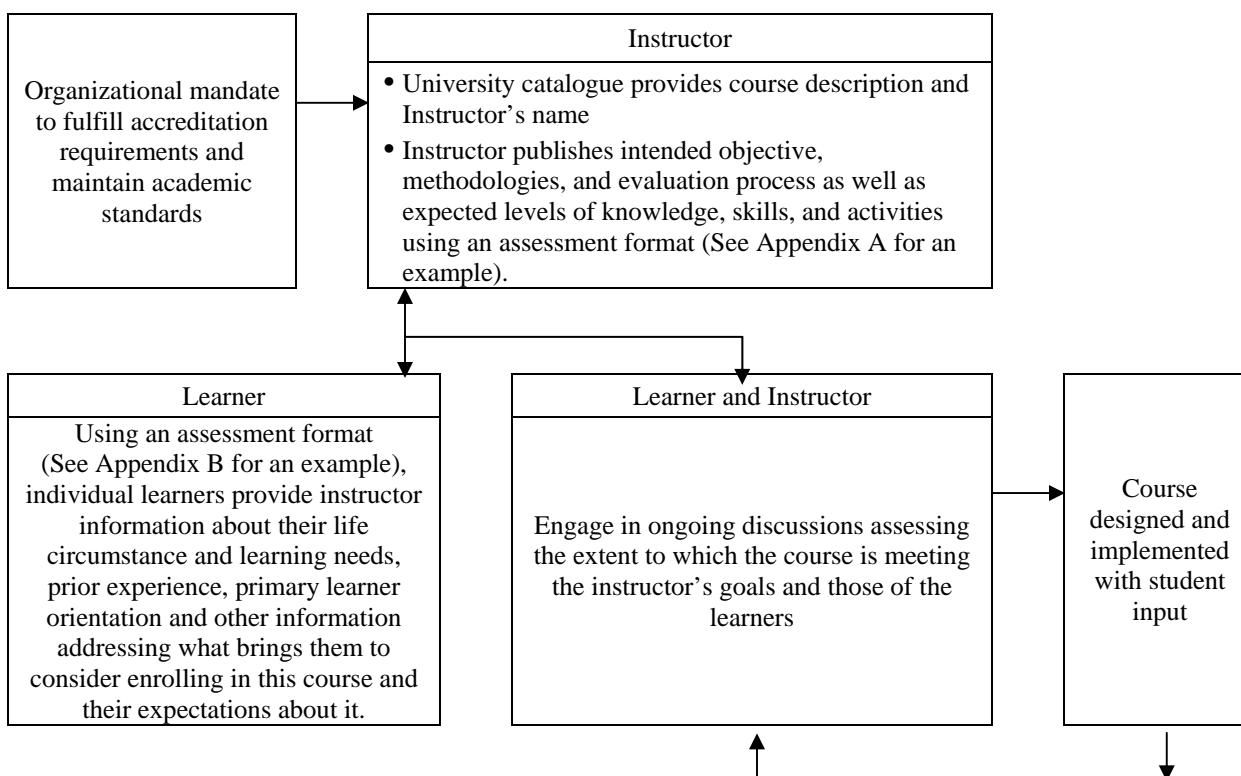 Organizational mandate
to fulfill accreditation
requirements and
maintain academic
standards
Instructor
• University catalogue provides course description and
Instructor’s name
• Instructor publishes intended objective,
methodologies, and evaluation process as well as
expected levels of knowledge, skills, and activities
using an assessment format (See Appendix A for an
example).
Learner
Using an assessment format
(See Appendix B for an example),
individual learners provide instructor
information about their life
circumstance and learning needs,
prior experience, primary learner
orientation and other information
addressing what brings them to
consider enrolling in this course and
their expectations about it.
Learner and Instructor
Engage in ongoing discussions assessing
the extent to which the course is meeting
the instructor’s goals and those of the
learners
Course
designed and
implemented
with student
input